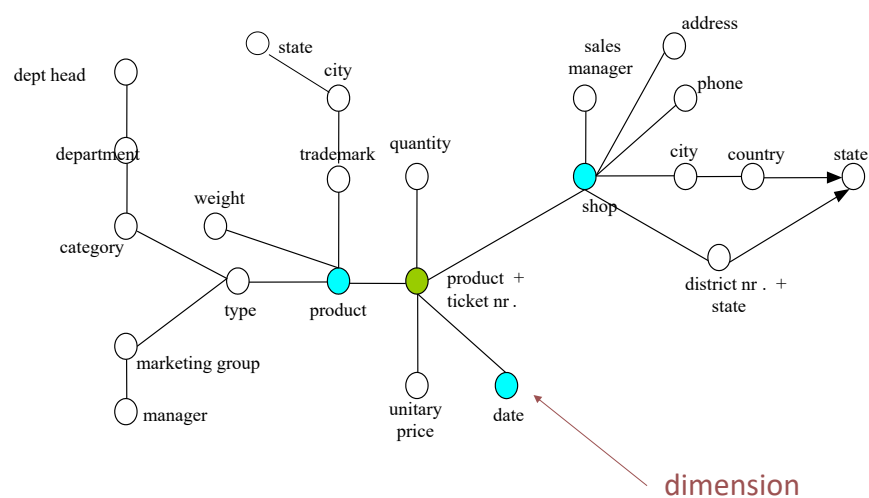 address
state
sales
manager
dept head
city
phone
quantity
department
trademark
city
country
state
weight
shop
category
product +
ticket nr .
district nr . +
state
type
product
marketing group
unitary
price
date
manager
dimension